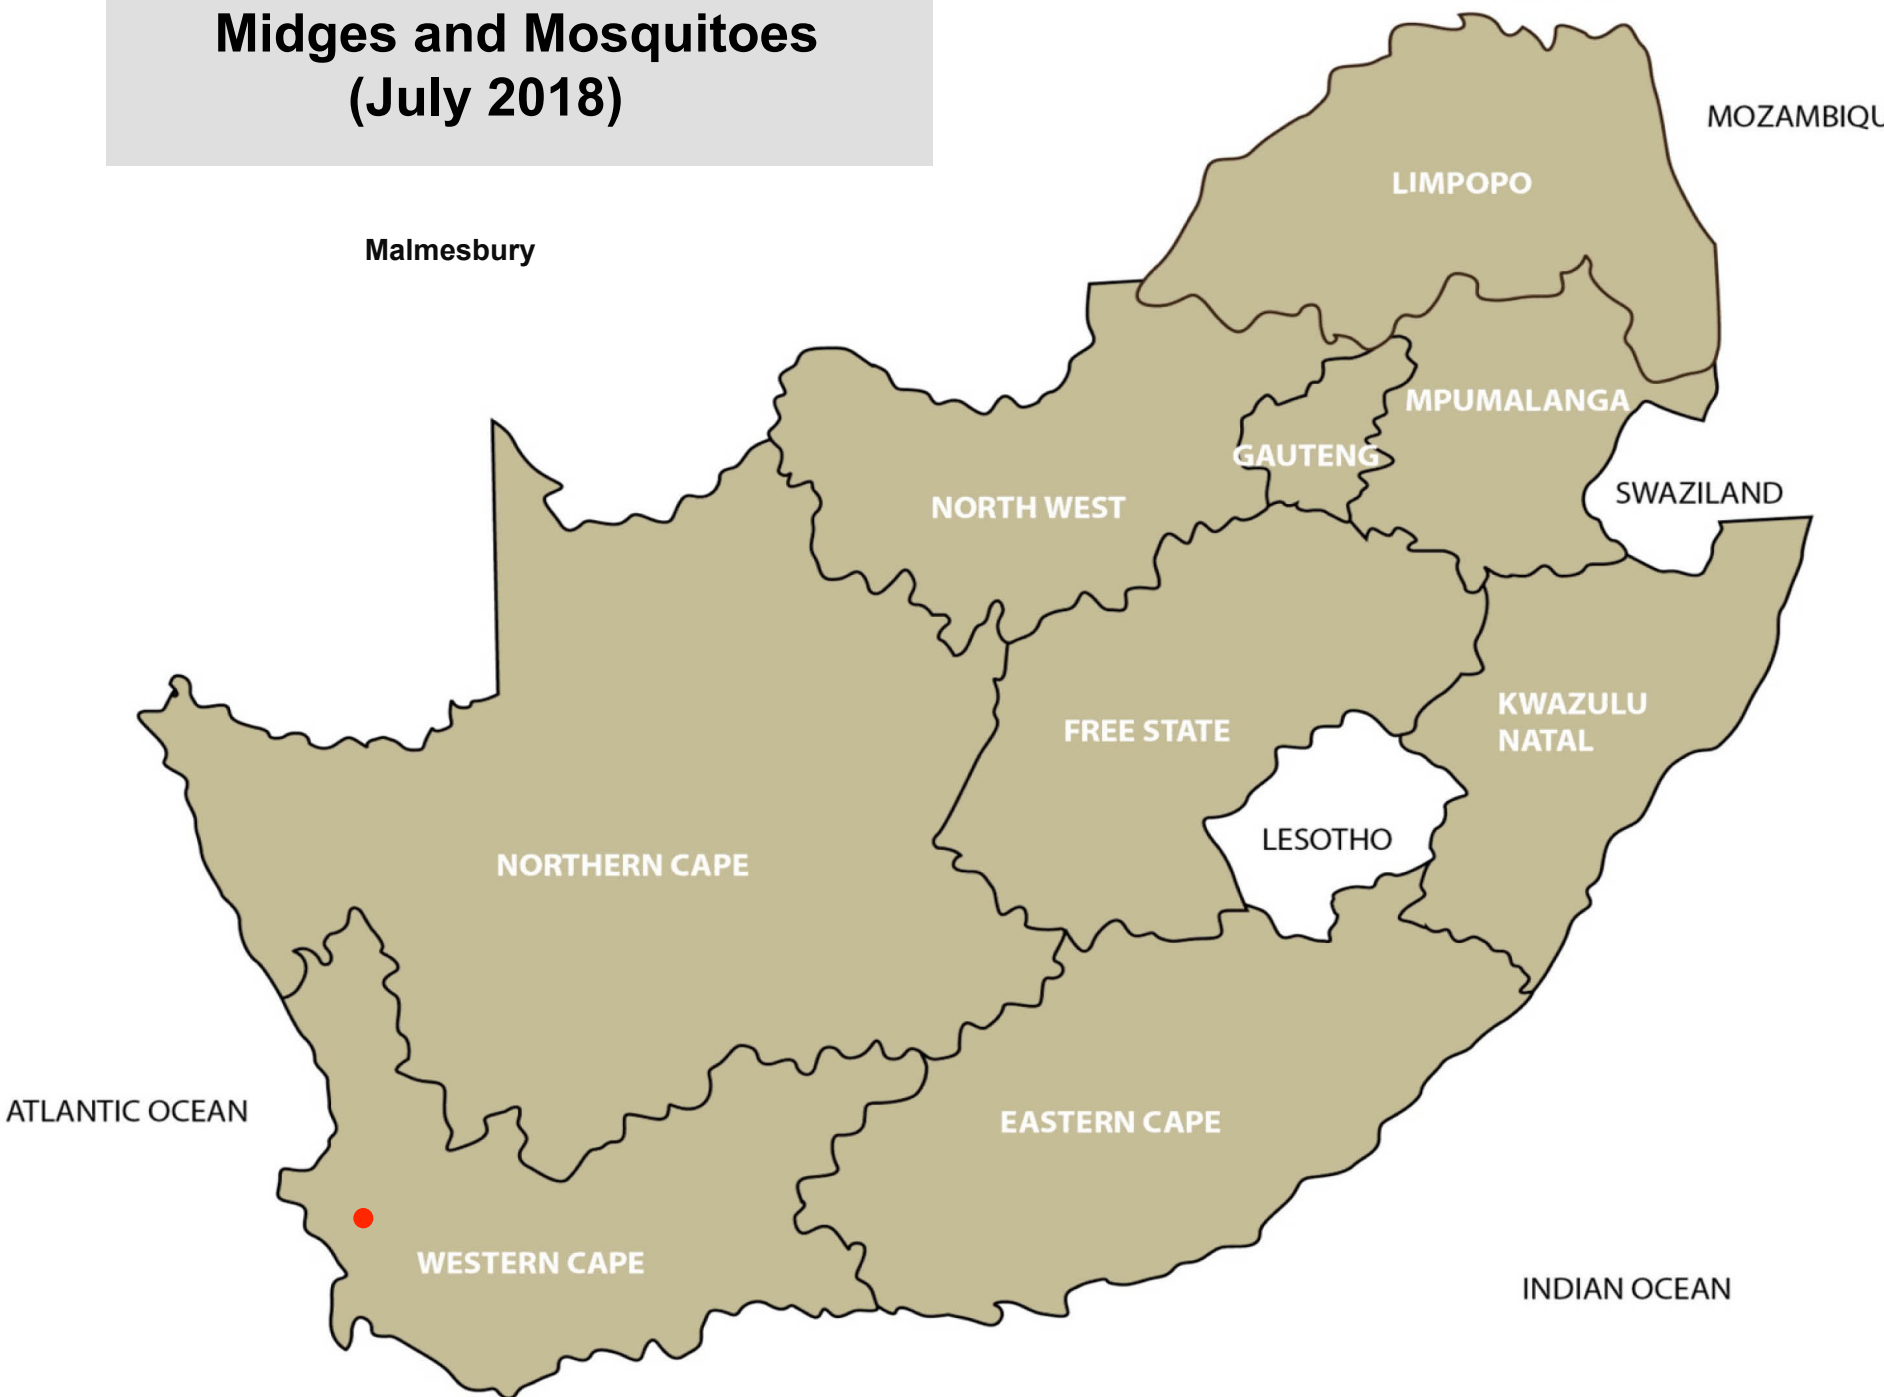 Midges and Mosquitoes
(July 2018)
MOZAMBIQU
LIMPOPO
Malmesbury
MPUMALANGA
GAUTENG
SWAZILAND
NORTH WEST
KWAZULU
NATAL
FREE STATE
LESOTHO
NORTHERN CAPE
ATLANTIC OCEAN
EASTERN CAPE
WESTERN CAPE
INDIAN OCEAN